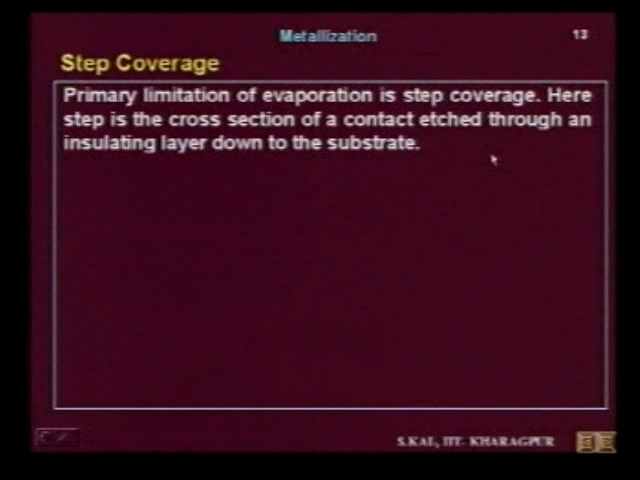 Metallization
13
Step Coverage
Primary limitation of evaporation is step coverage. Here
step is the cross section of a contact etched through an
insulating layer down to the substrate.
S.KAL, IIT- KHARAGPUR